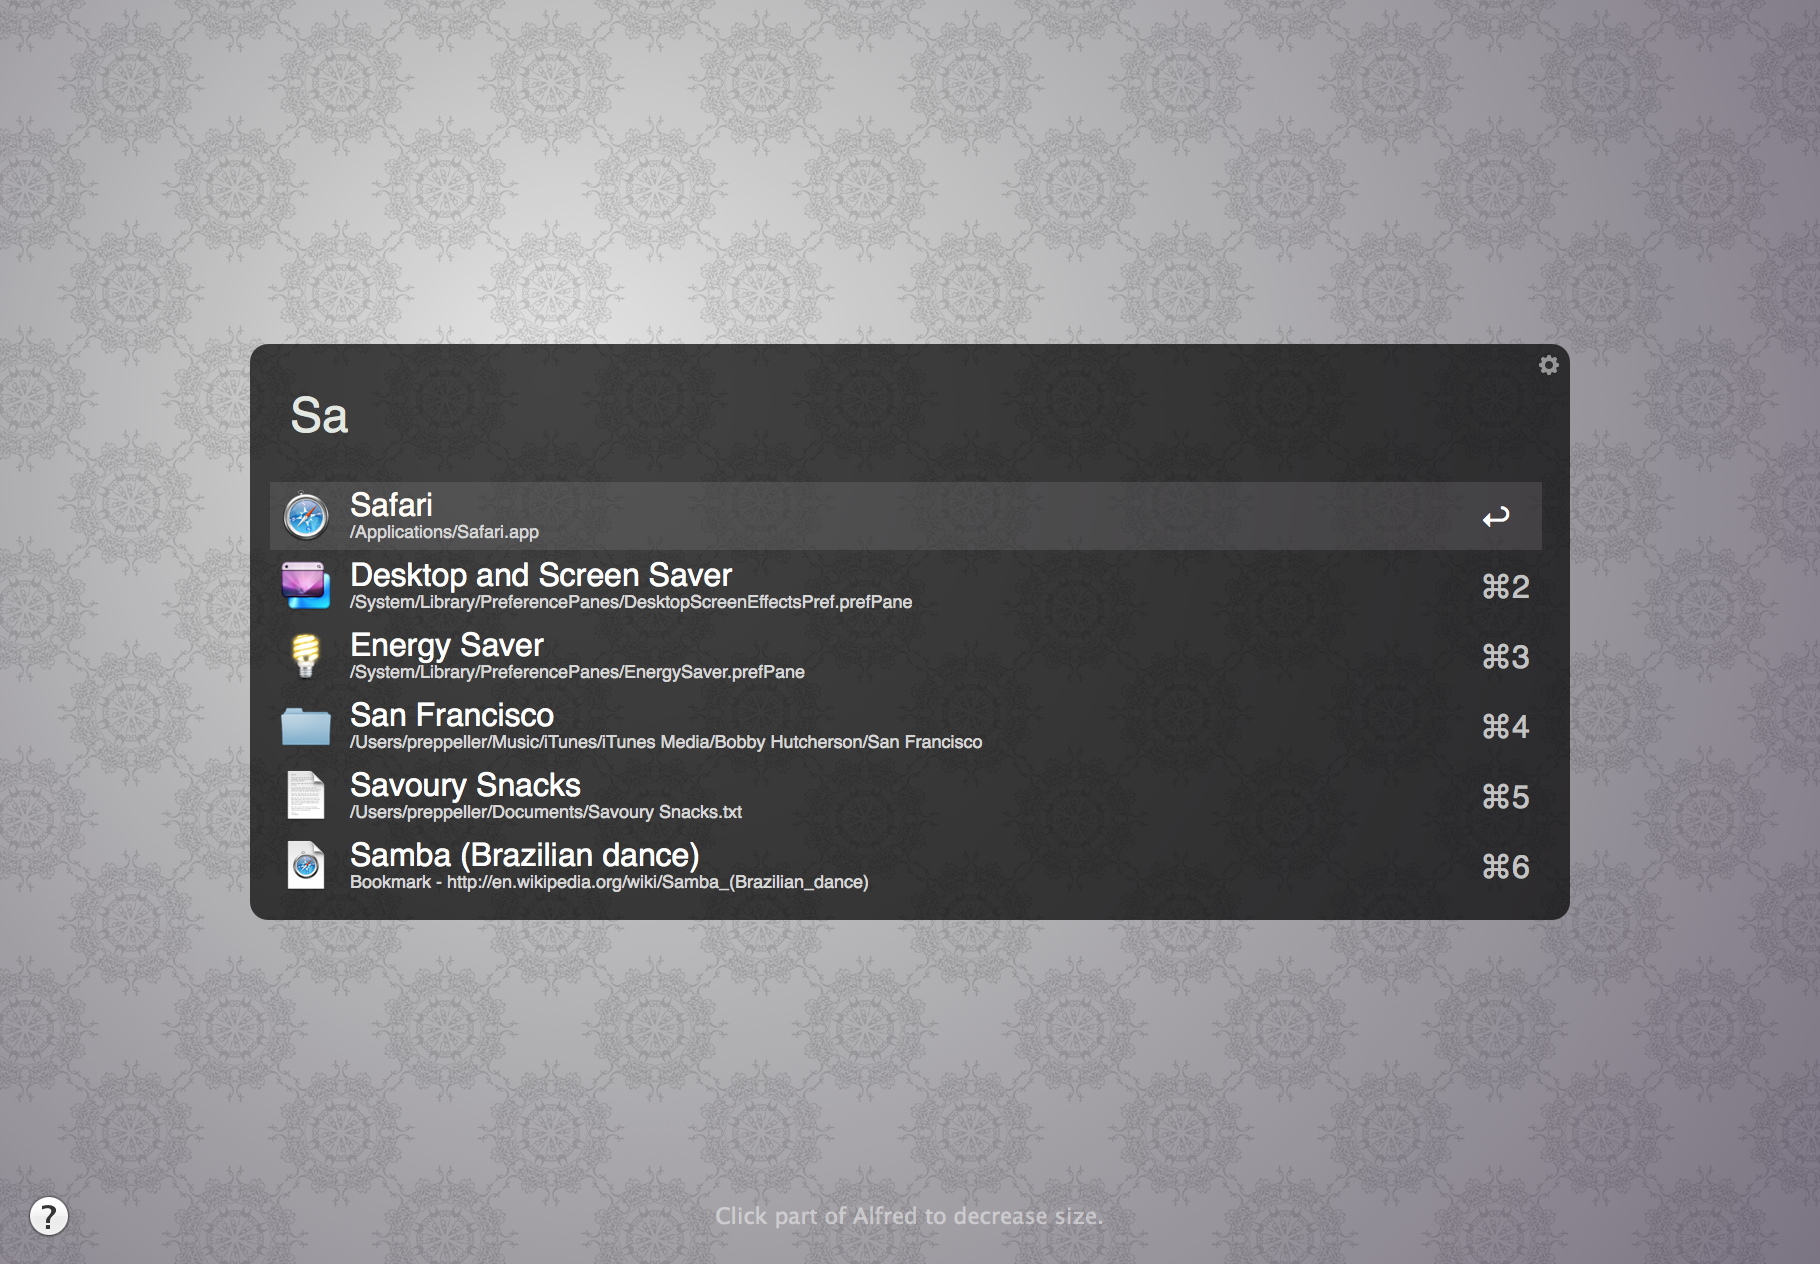 Sa
Safari
/Applications/Safari.app
↩
Desktop and Screen Saver
/System/Library/PreferencePanes/DesktopScreenEffectsPref.prefPane
⌘2
Energy Saver
/System/Library/PreferencePanes/EnergySaver.prefPane
⌘3
San Francisco
/Users/preppeller/Music/iTunes/iTunes Media/Bobby Hutcherson/San Francisco
⌘4
Savoury Snacks
/Users/preppeller/Documents/Savoury Snacks.txt
⌘5
Samba (Brazilian dance)
Bookmark - http://en.wikipedia.org/wiki/Samba_(Brazilian_dance)
⌘6
?
Click part of Alfred to decrease size.